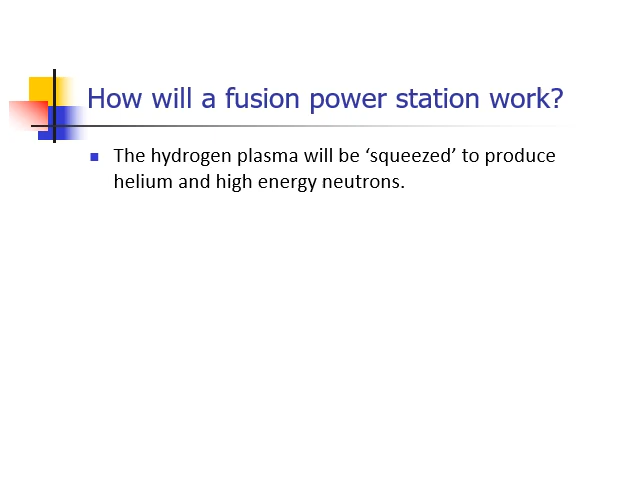 How will a fusion power station work?
The hydrogen plasma will be ‘squeezed’ to produce
helium and high energy neutrons.